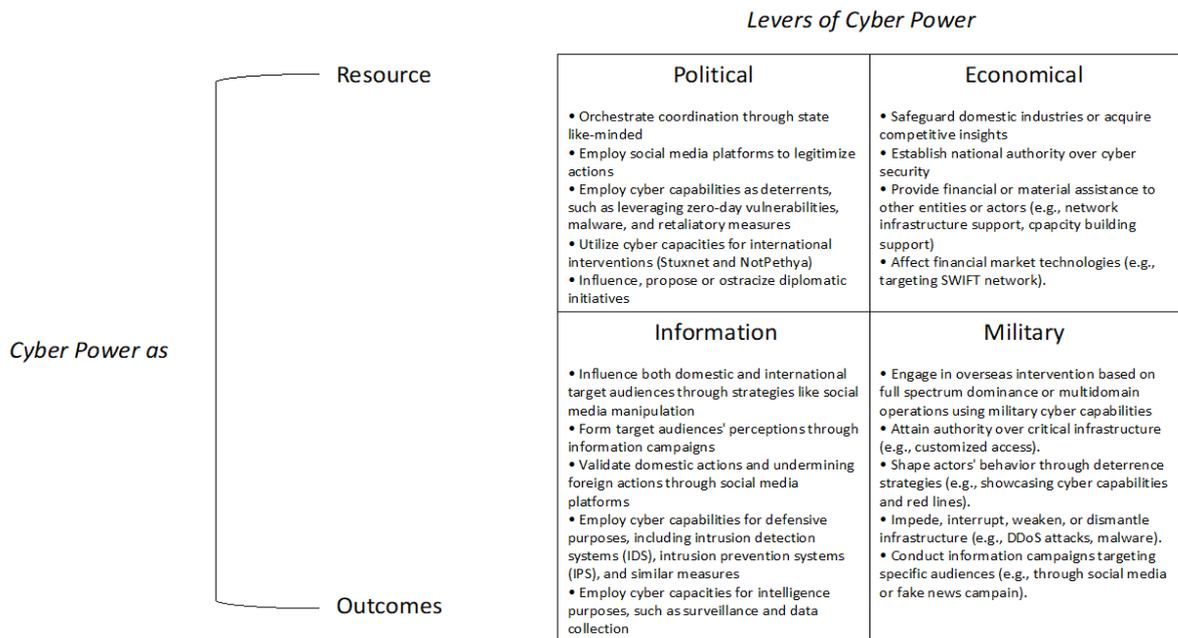 Levers of Cyber Power
Cyber Power as
Resource
Outcomes
Political
• Orchestrate coordination through state
like-minded
• Employ social media platforms to legitimize
actions
• Employ cyber capabilities as deterrents,
such as leveraging zero-day vulnerabilities,
malware, and retaliatory measures
• Utilize cyber capacities for international
interventions (Stuxnet and NotPethya)
• Influence, propose or ostracize diplomatic
initiatives
Economical
• Safeguard domestic industries or acquire
competitive insights
• Establish national authority over cyber
security
• Provide financial or material assistance to
other entities or actors (e.g., network
infrastructure support, cpapcity building
support)
• Affect financial market technologies (e.g.,
targeting SWIFT network).
Information
• Influence both domestic and international
target audiences through strategies like social
media manipulation
• Form target audiences' perceptions through
information campaigns
• Validate domestic actions and undermining
foreign actions through social media
platforms
• Employ cyber capabilities for defensive
purposes, including intrusion detection
systems (IDS), intrusion prevention systems
(IPS), and similar measures
• Employ cyber capacities for intelligence
purposes, such as surveillance and data
collection
Military
• Engage in overseas intervention based on
full spectrum dominance or multidomain
operations using military cyber capabilities
• Attain authority over critical infrastructure
(e.g., customized access).
• Shape actors' behavior through deterrence
strategies (e.g., showcasing cyber capabilities
and red lines).
• Impede, interrupt, weaken, or dismantle
infrastructure (e.g., DDoS attacks, malware).
• Conduct information campaigns targeting
specific audiences (e.g., through social media
or fake news campain).